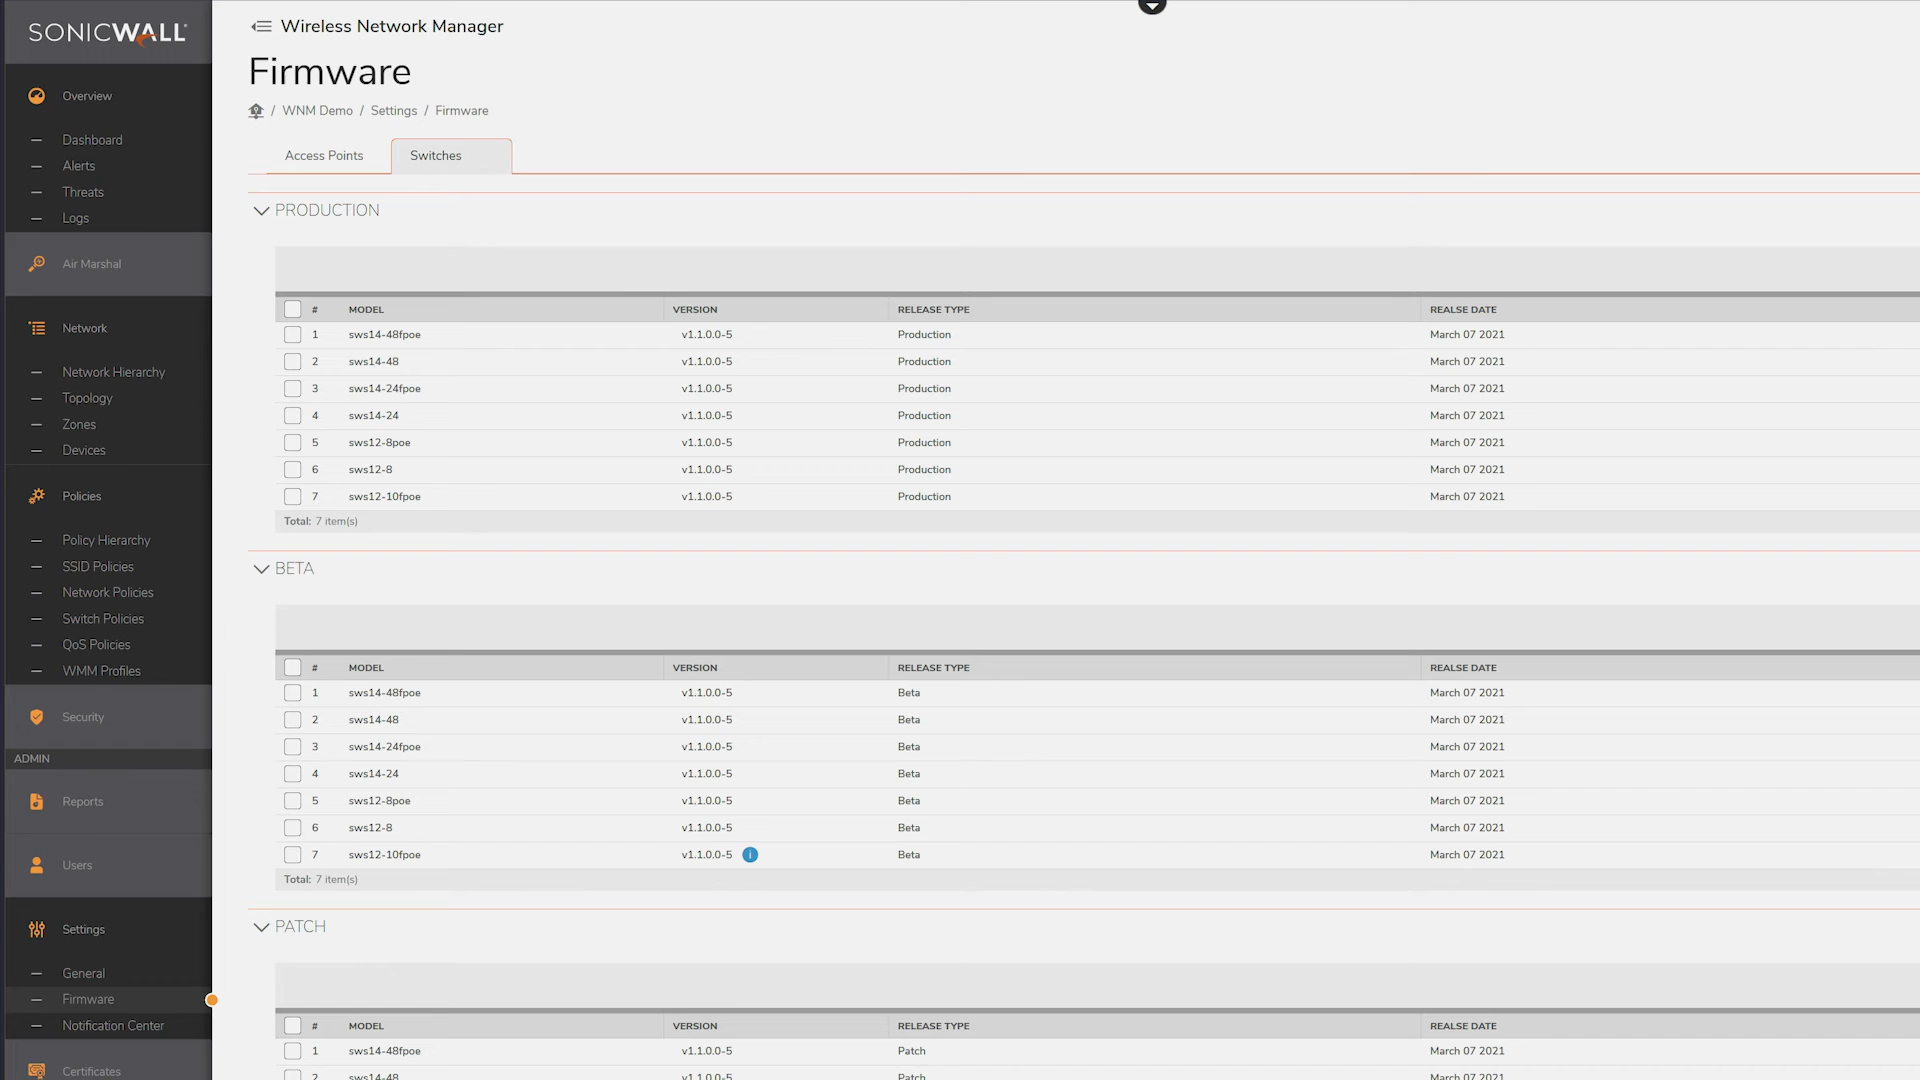 SONICWALL
Wireless Network Manager
Firmware
/ WNM Demo / Settings / Firmware
Access Points
Switches
Overview
Dashboard
Alerts
Threats
Logs
Air Marshal
Network
Network Hierarchy
Topology
Zones
Devices
Policies
Policy Hierarchy
SSID Policies
Network Policies
Switch Policies
QoS Policies
WMM Profiles
Security
ADMIN
Reports
Users
Settings
General
Firmware
Notification Center
Certificates
PRODUCTION
# MODEL VERSION RELEASE TYPE REALSE DATE
1 sws14-48fpoe v1.1.0.0-5 Production March 07 2021
2 sws14-48 v1.1.0.0-5 Production March 07 2021
3 sws14-24fpoe v1.1.0.0-5 Production March 07 2021
4 sws14-24 v1.1.0.0-5 Production March 07 2021
5 sws12-8poe v1.1.0.0-5 Production March 07 2021
6 sws12-8 v1.1.0.0-5 Production March 07 2021
7 sws12-10fpoe v1.1.0.0-5 Production March 07 2021
Total: 7 item(s)
BETA
# MODEL VERSION RELEASE TYPE REALSE DATE
1 sws14-48fpoe v1.1.0.0-5 Beta March 07 2021
2 sws14-48 v1.1.0.0-5 Beta March 07 2021
3 sws14-24fpoe v1.1.0.0-5 Beta March 07 2021
4 sws14-24 v1.1.0.0-5 Beta March 07 2021
5 sws12-8poe v1.1.0.0-5 Beta March 07 2021
6 sws12-8 v1.1.0.0-5 Beta March 07 2021
7 sws12-10fpoe v1.1.0.0-5 i Beta March 07 2021
Total: 7 item(s)
PATCH
# MODEL VERSION RELEASE TYPE REALSE DATE
1 sws14-48fpoe v1.1.0.0-5 Patch March 07 2021
2 sws14-48 v1.1.0.0-5 Patch March 07 2021